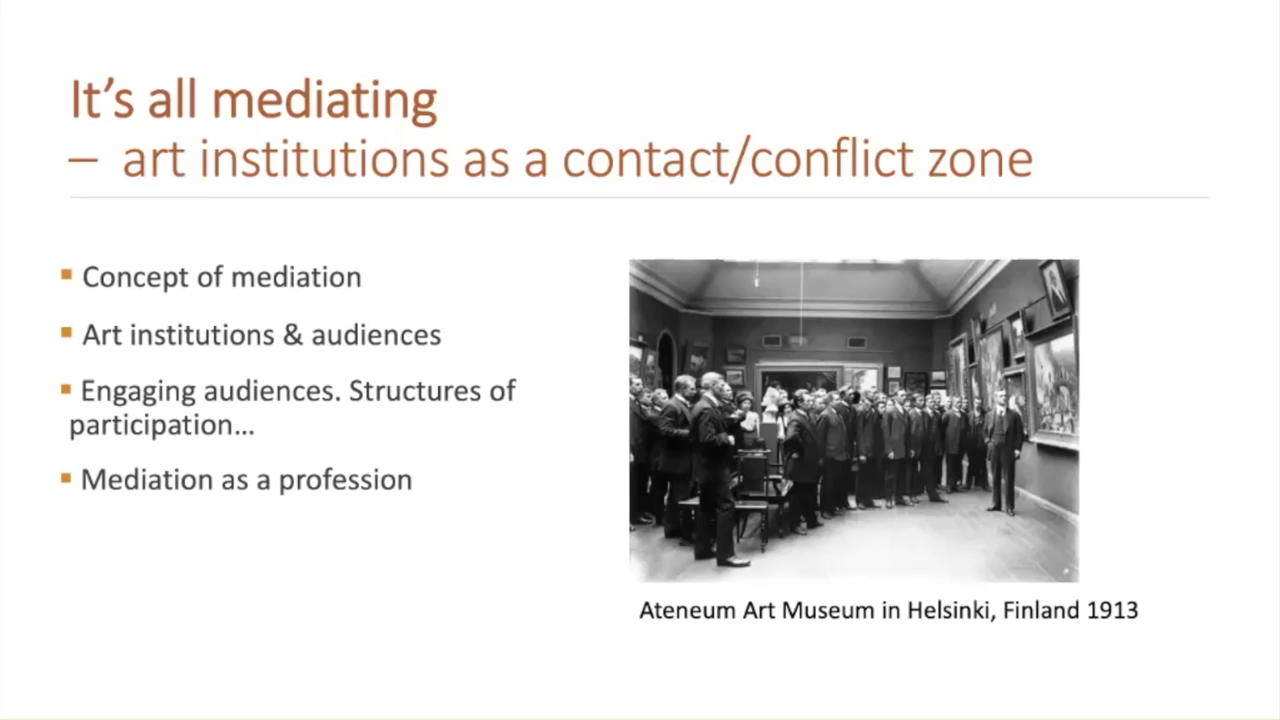 It’s all mediating
– art institutions as a contact/conflict zone
▪ Concept of mediation
▪ Art institutions & audiences
▪ Engaging audiences. Structures of
participation…
▪ Mediation as a profession
Ateneum Art Museum in Helsinki, Finland 1913